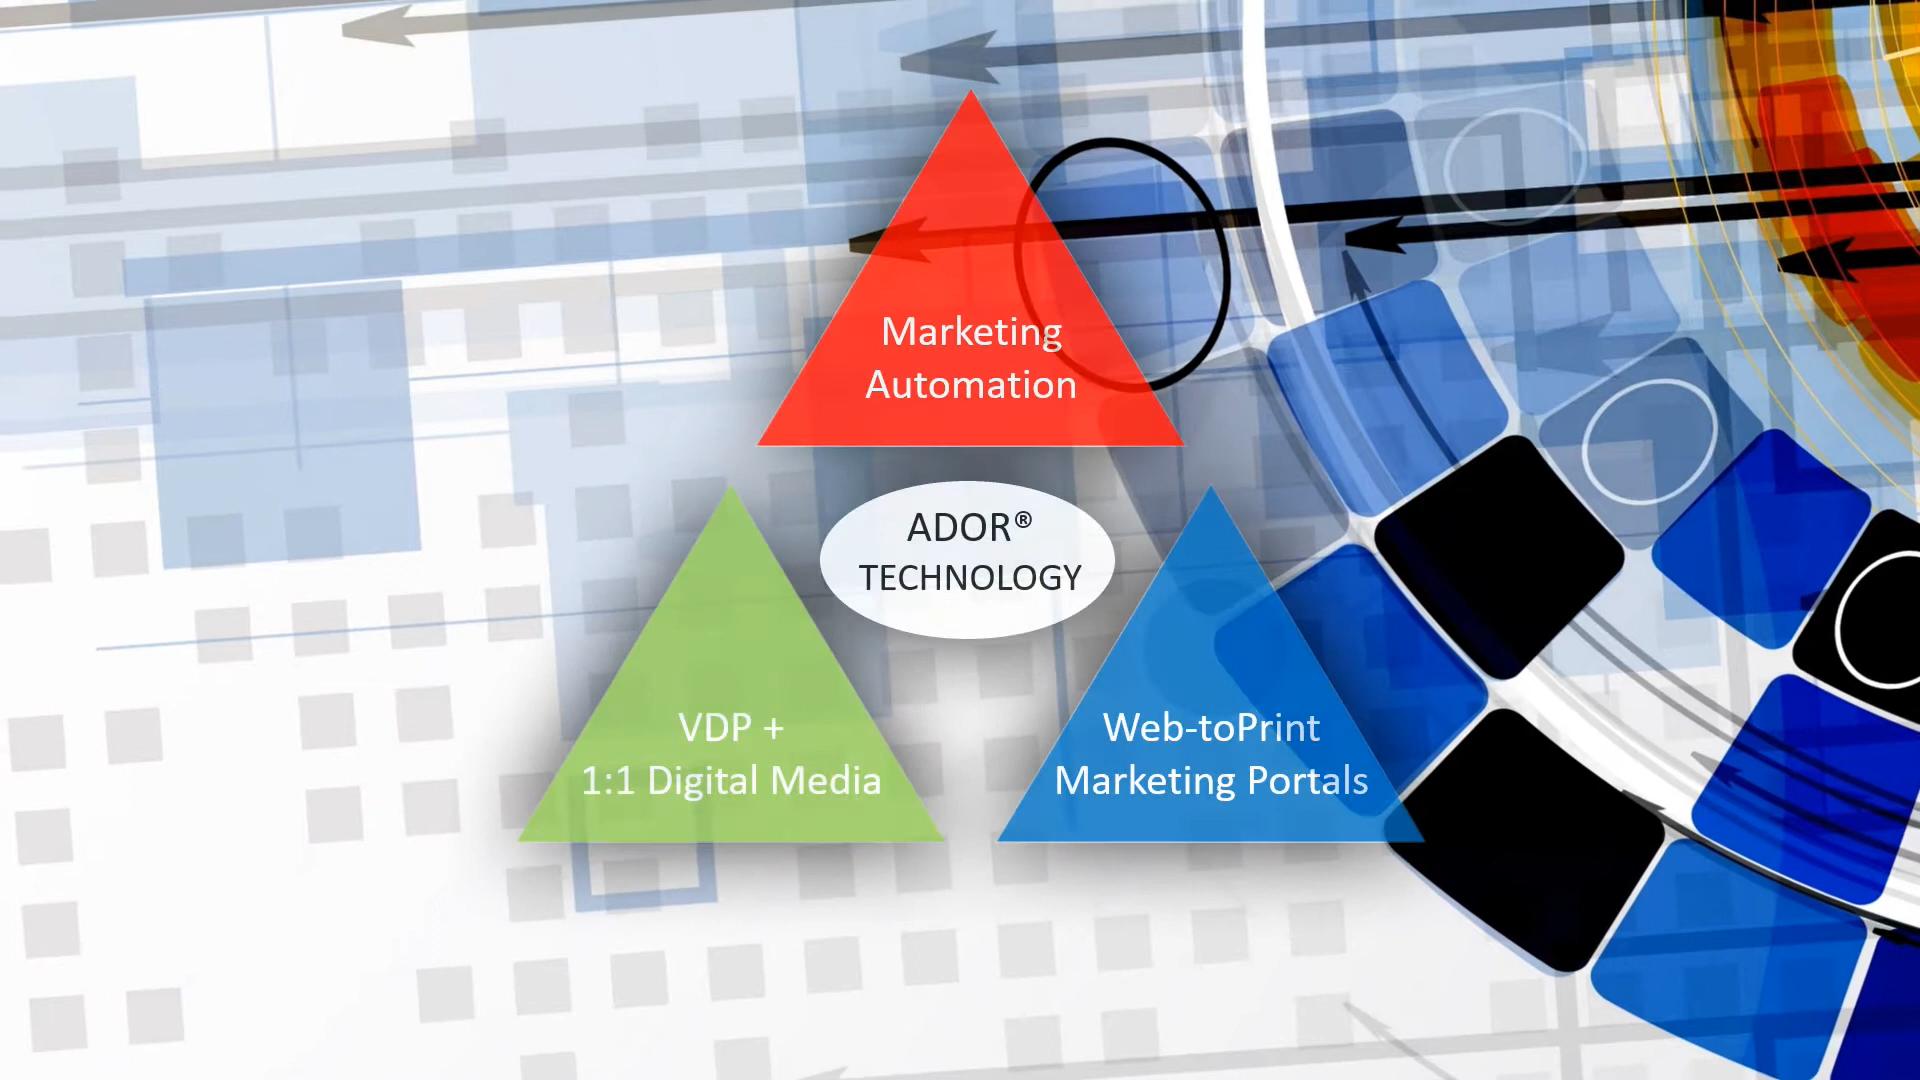 Marketing
Automation
ADOR®
TECHNOLOGY
VDP +
1:1 Digital Media
Web-toPrint
Marketing Portals